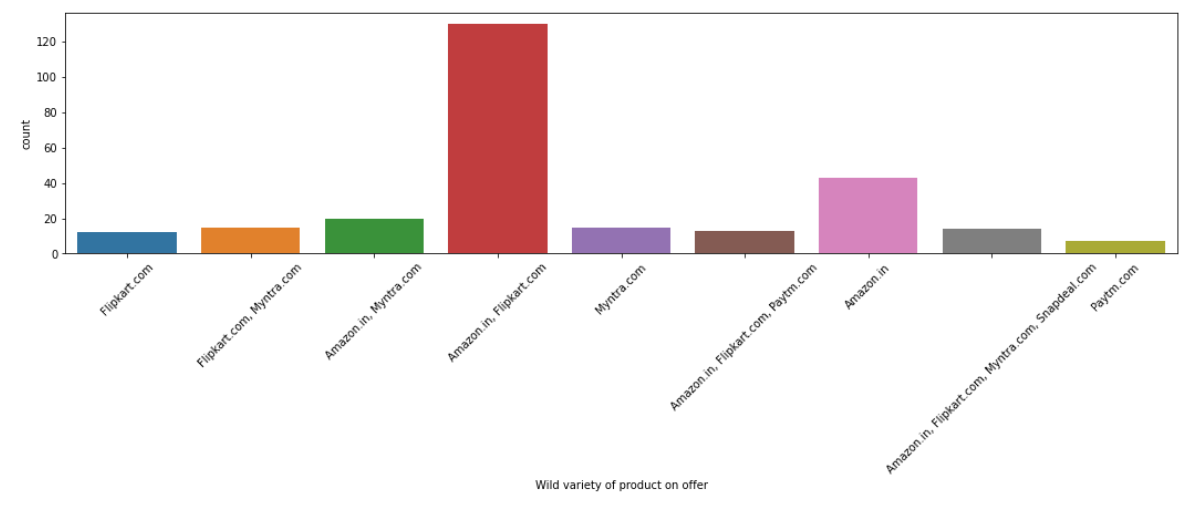 120
100
80
60
40
20
0
count
Flipkart.com
Flipkart.com, Myntra.com
Amazon.in, Myntra.com
Amazon.in, Flipkart.com
Myntra.com
Amazon.in, Flipkart.com, Paytm.com
Amazon.in
Amazon.in, Flipkart.com, Myntra.com, Snapdeal.com
Paytm.com
Wild variety of product on offer